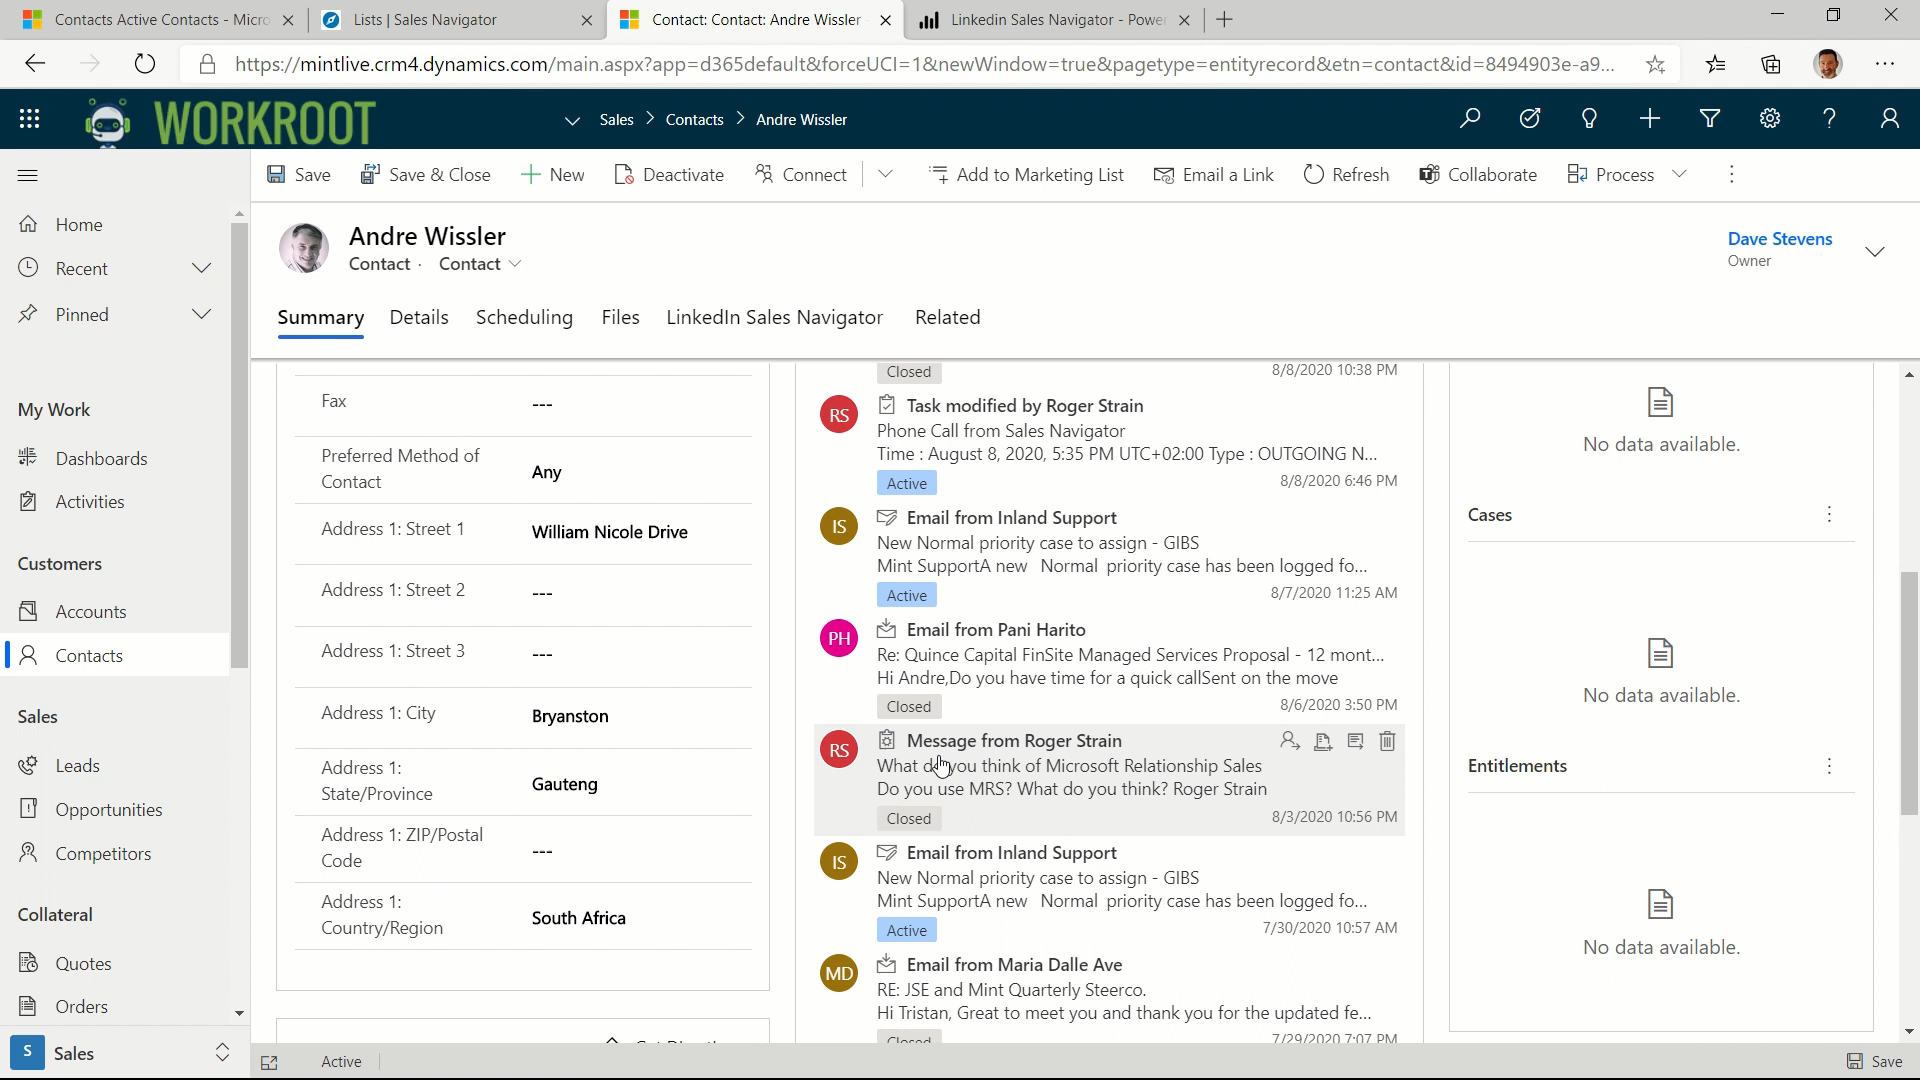 Contacts Active Contacts - Micro
Lists | Sales Navigator
Contact: Contact: Andre Wissler
Linkedin Sales Navigator - Powe
https://mintlive.crm4.dynamics.com/main.aspx?app=d365default&forceUCI=1&newWindow=true&pagetype=entityrecord&etn=contact&id=8494903e-a9...
WORKROOT
Sales > Contacts > Andre Wissler
Save
Save & Close
New
Deactivate
Connect
Add to Marketing List
Email a Link
Refresh
Collaborate
Process
Home
Recent
Pinned
My Work
Dashboards
Activities
Customers
Accounts
Contacts
Sales
Leads
Opportunities
Competitors
Collateral
Quotes
Orders
S Sales
Andre Wissler
Contact · Contact
Dave Stevens
Owner
Summary
Details
Scheduling
Files
LinkedIn Sales Navigator
Related
Fax
---
Preferred Method of
Contact
Any
Address 1: Street 1
William Nicole Drive
Address 1: Street 2
---
Address 1: Street 3
---
Address 1: City
Bryanston
Address 1:
State/Province
Gauteng
Address 1: ZIP/Postal
Code
---
Address 1:
Country/Region
South Africa
Closed
8/8/2020 10:38 PM
RS
Task modified by Roger Strain
Phone Call from Sales Navigator
Time : August 8, 2020, 5:35 PM UTC+02:00 Type : OUTGOING N...
Active
8/8/2020 6:46 PM
IS
Email from Inland Support
New Normal priority case to assign - GIBS
Mint SupportA new Normal priority case has been logged fo...
Active
8/7/2020 11:25 AM
PH
Email from Pani Harito
Re: Quince Capital FinSite Managed Services Proposal - 12 mont...
Hi Andre,Do you have time for a quick callSent on the move
Closed
8/6/2020 3:50 PM
RS
Message from Roger Strain
What do you think of Microsoft Relationship Sales
Do you use MRS? What do you think? Roger Strain
Closed
8/3/2020 10:56 PM
IS
Email from Inland Support
New Normal priority case to assign - GIBS
Mint SupportA new Normal priority case has been logged fo...
Active
7/30/2020 10:57 AM
MD
Email from Maria Dalle Ave
RE: JSE and Mint Quarterly Steerco.
Hi Tristan, Great to meet you and thank you for the updated fe...
Closed
7/29/2020 7:07 PM
No data available.
Cases
No data available.
Entitlements
No data available.
Active
Save